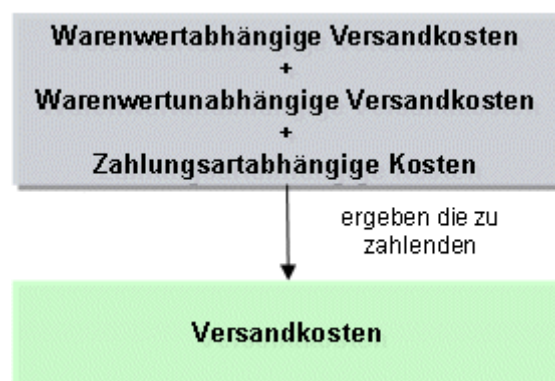 Warenwertabhängige Versandkosten
+
Warenwertunabhängige Versandkosten
+
Zahlungsartabhängige Kosten
ergeben die zu
zahlenden
Versandkosten